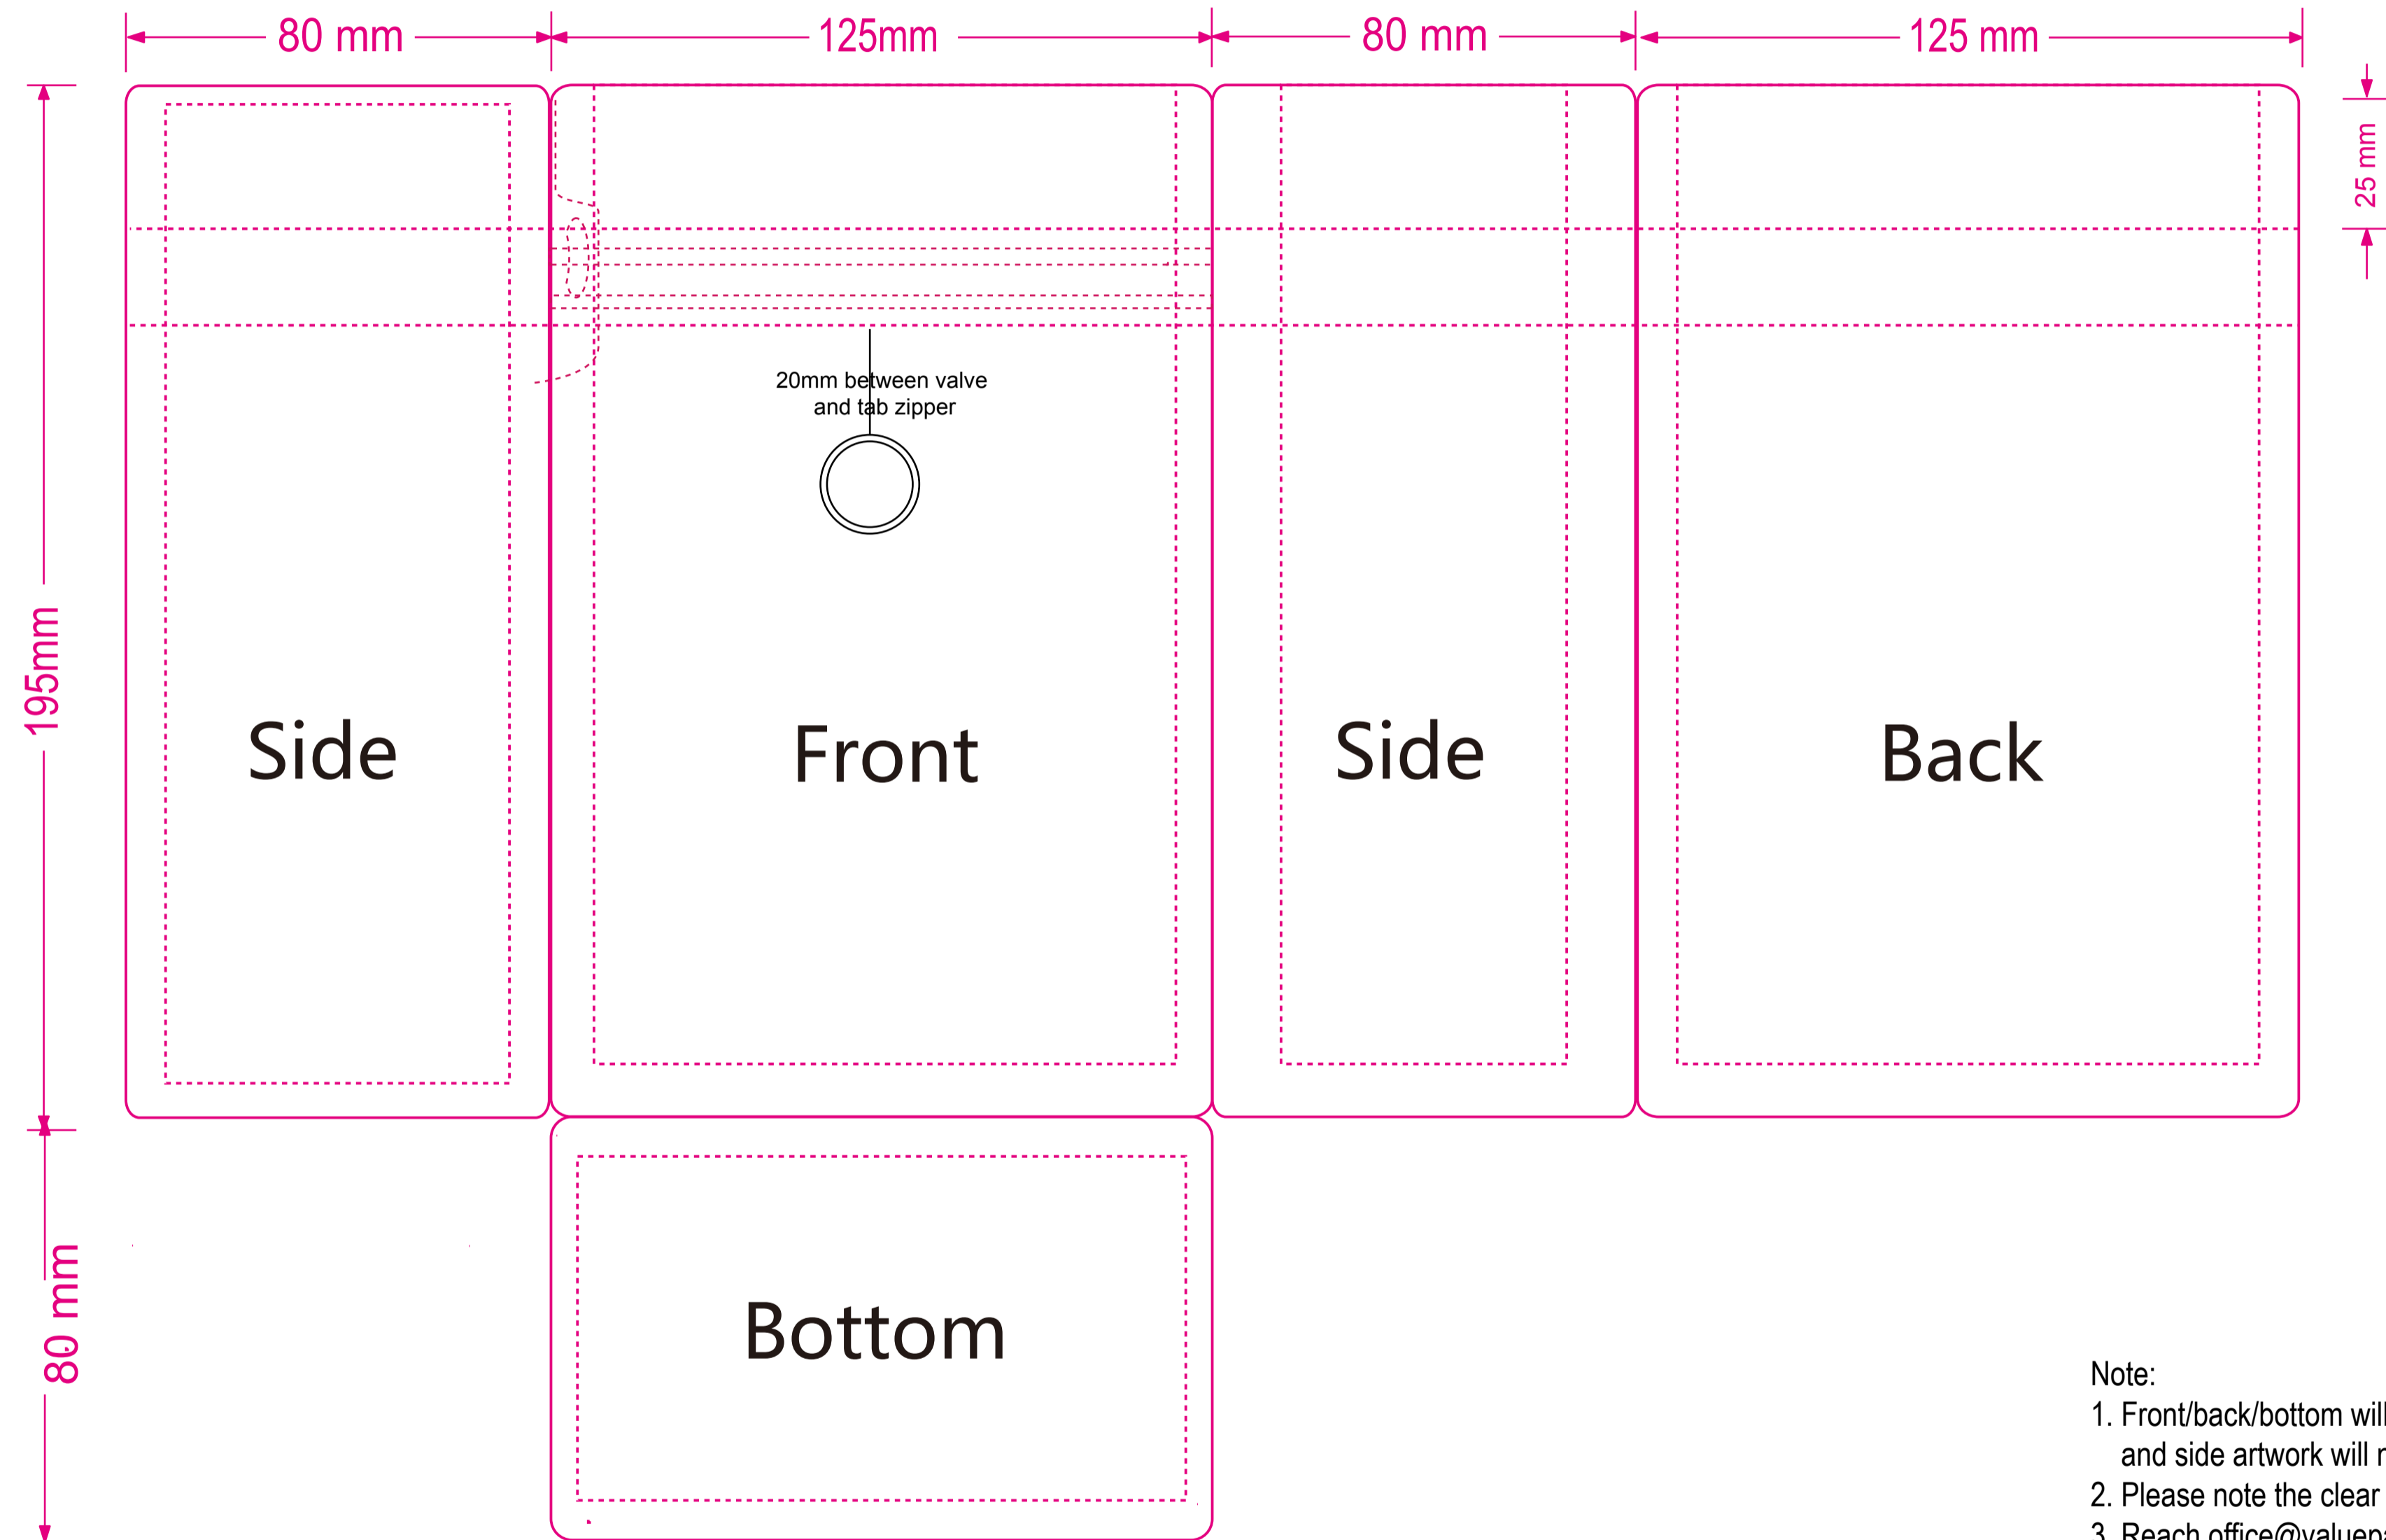 80 mm
125mm
80 mm
125 mm
25 mm
20mm between valve
and tab zipper
195mm
Side
Front
Side
Back
80 mm
Bottom
Note:
1. Front/back/bottom will
and side artwork will
2. Please note the clear
3. Reach